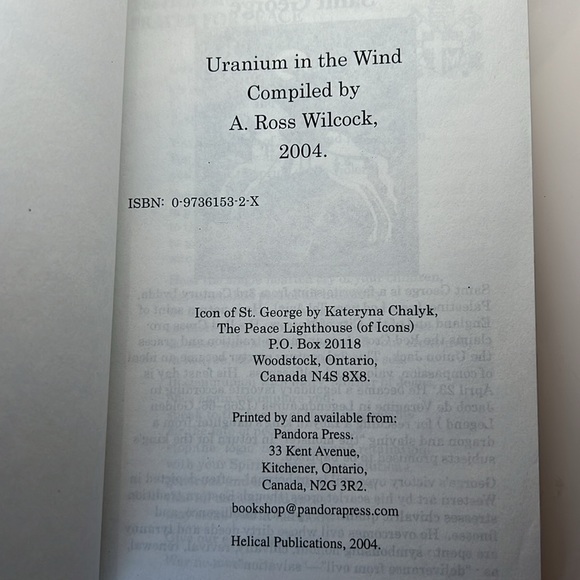 Uranium in the Wind
Compiled by
A. Ross Wilcock,
2004.
ISBN: 0-9736153-2-X
Icon of St. George by Kateryna Chalyk,
The Peace Lighthouse (of Icons)
P.O. Box 20118
Woodstock, Ontario,
Canada N4S 8X8.
Printed by and available from:
Pandora Press.
33 Kent Avenue,
Kitchener, Ontario,
Canada, N2G 3R2.
bookshop@pandorapress.com
Helical Publications, 2004.